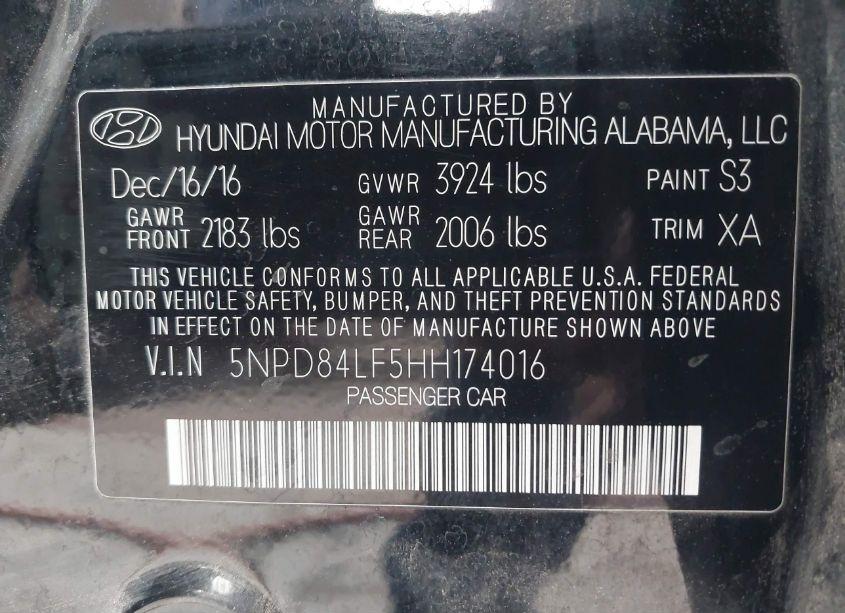 MANUFACTURED BY
HYUNDAI MOTOR MANUFACTURING ALABAMA, LLC
Dec/16/16 GVWR 3924 lbs PAINT S3
GAWR FRONT 2183 lbs GAWR REAR 2006 lbs TRIM XA
THIS VEHICLE CONFORMS TO ALL APPLICABLE U.S.A. FEDERAL
MOTOR VEHICLE SAFETY, BUMPER, AND THEFT PREVENTION STANDARDS
IN EFFECT ON THE DATE OF MANUFACTURE SHOWN ABOVE
V.I.N 5NPD84LF5HH174016
PASSENGER CAR